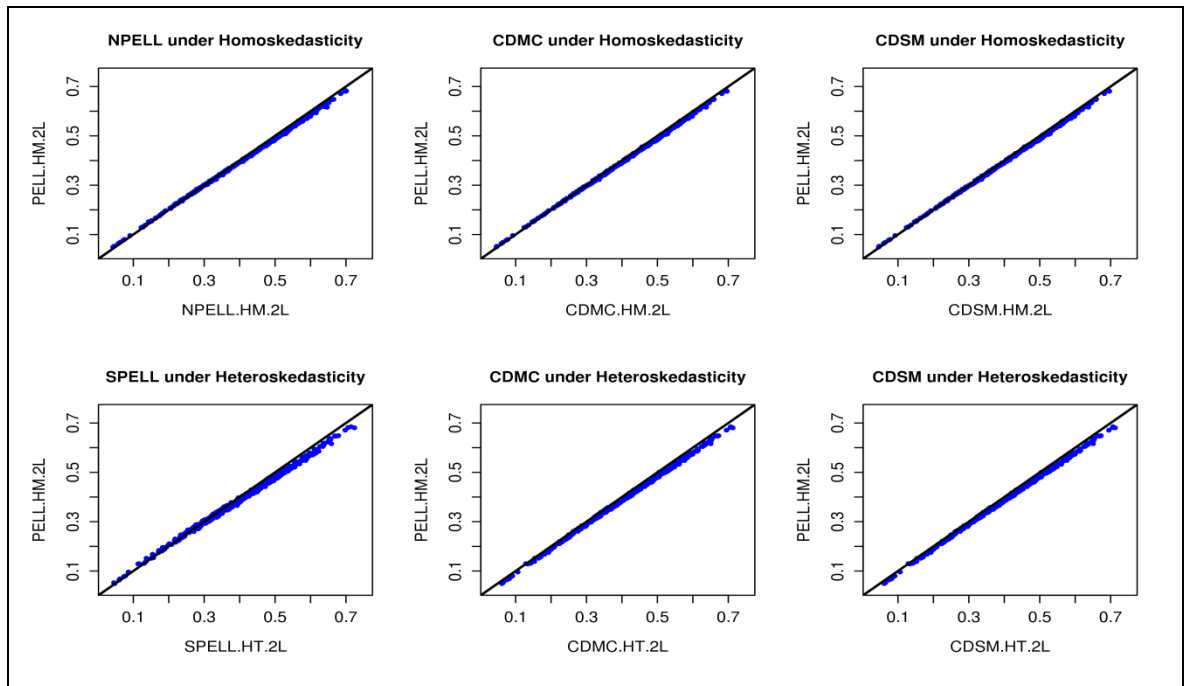 NPELL under Homoskedasticity
CDMC under Homoskedasticity
CDSM under Homoskedasticity
PELL.HM.2L
0.1 0.3 0.5 0.7
0.1 0.3 0.5 0.7
NPELL.HM.2L
PELL.HM.2L
0.1 0.3 0.5 0.7
0.1 0.3 0.5 0.7
CDMC.HM.2L
PELL.HM.2L
0.1 0.3 0.5 0.7
0.1 0.3 0.5 0.7
CDSM.HM.2L
SPELL under Heteroskedasticity
CDMC under Heteroskedasticity
CDSM under Heteroskedasticity
PELL.HM.2L
0.1 0.3 0.5 0.7
0.1 0.3 0.5 0.7
SPELL.HT.2L
PELL.HM.2L
0.1 0.3 0.5 0.7
0.1 0.3 0.5 0.7
CDMC.HT.2L
PELL.HM.2L
0.1 0.3 0.5 0.7
0.1 0.3 0.5 0.7
CDSM.HT.2L